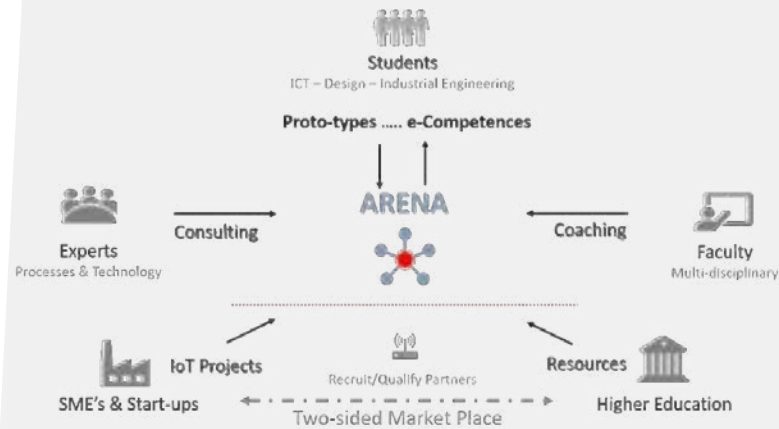 Students
ICT – Design – Industrial Engineering
Proto-types ..... e-Competences
ARENA
Consulting
Coaching
Experts
Processes & Technology
Faculty
Multi-disciplinary
IoT Projects
Resources
Recruit/Qualify Partners
SME's & Start-ups
Higher Education
Two-sided Market Place